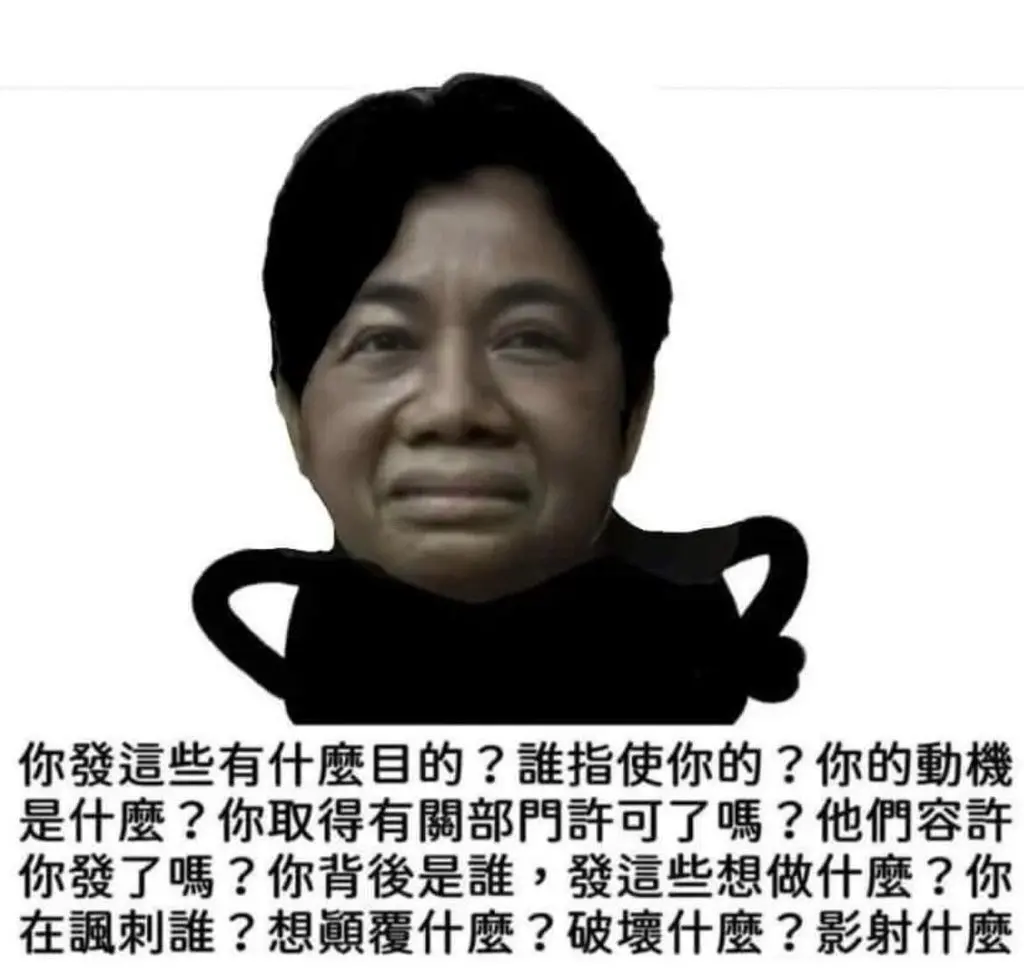 你發這些有什麼目的？誰指使你的？你的動機
是什麼？你取得有關部門許可了嗎？他們容許
你發了嗎？你背後是誰，發這些想做什麼？你
在諷刺誰？想顛覆什麼？破壞什麼？影射什麼